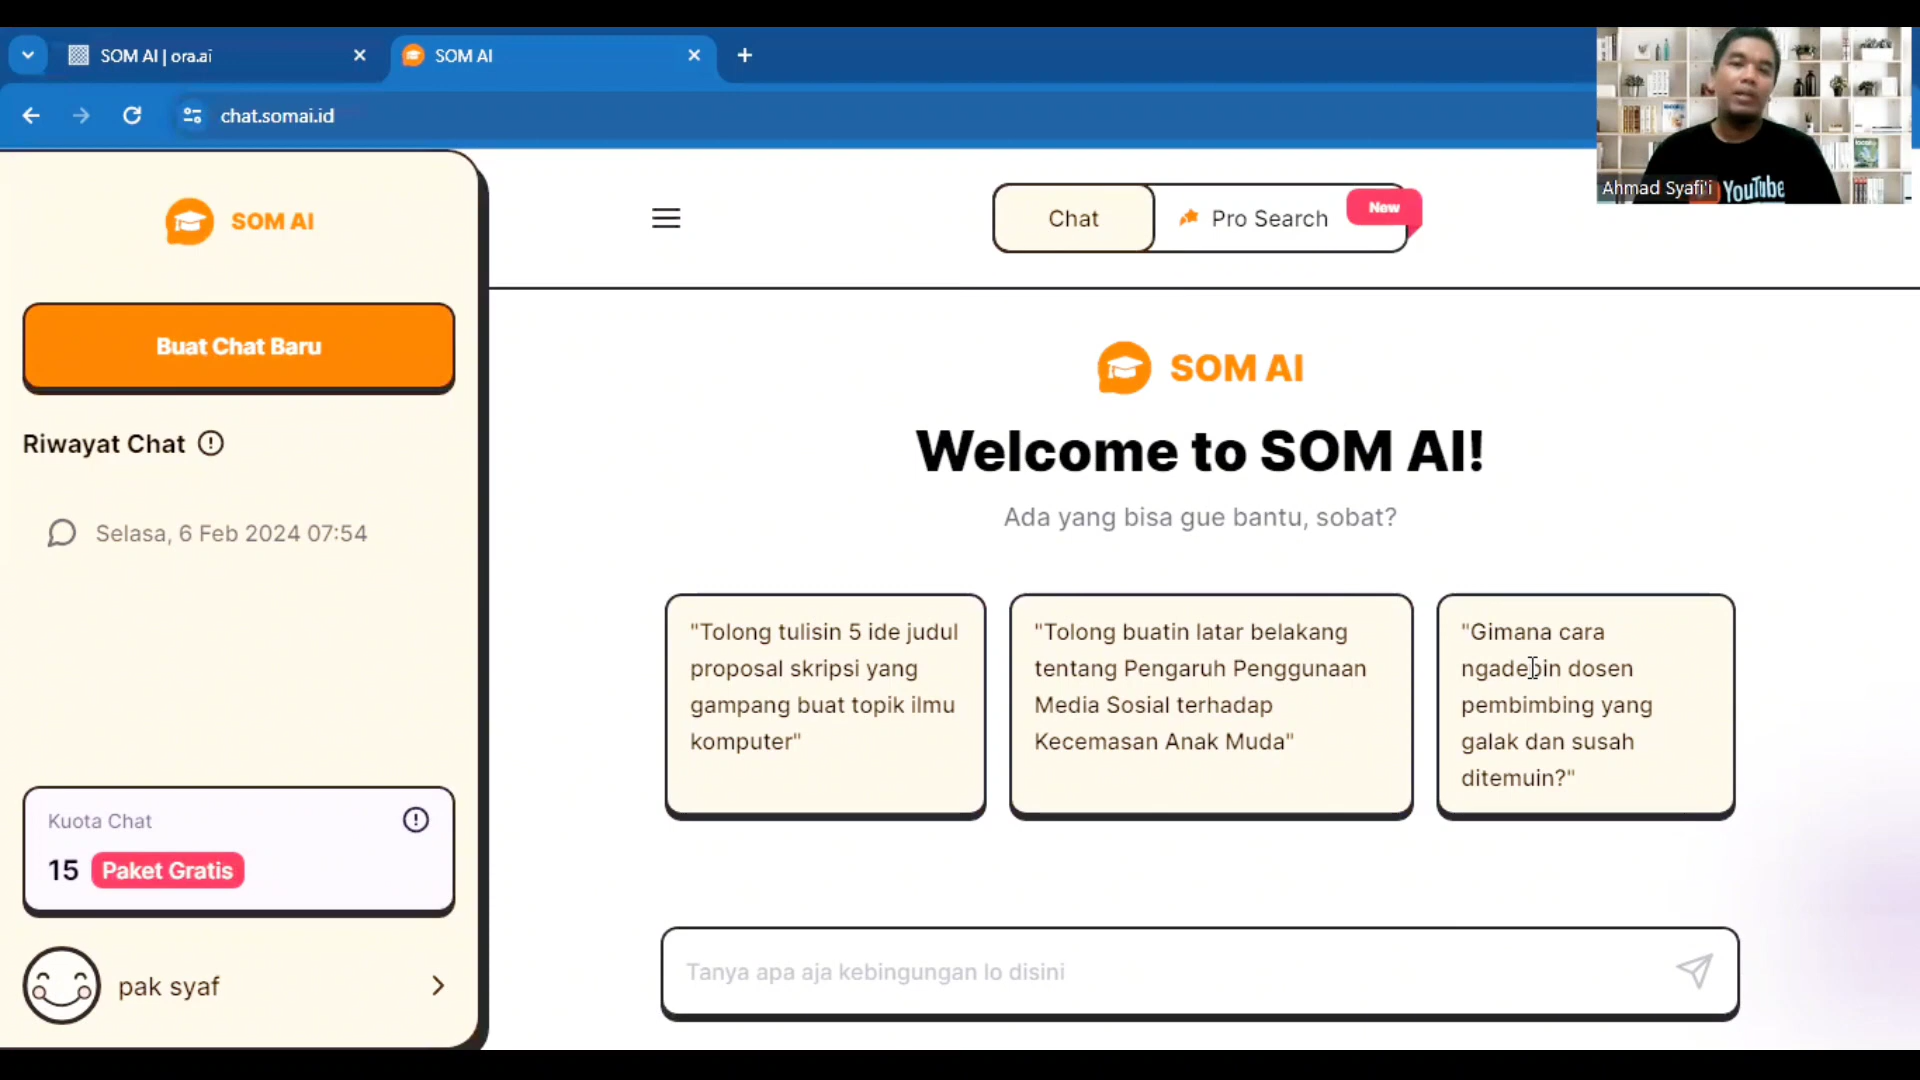 SOM AI | ora.ai
SOM AI
chat.somai.id
Ahmad Syafi'i
YouTube
SOM AI
Chat
Pro Search
New
Buat Chat Baru
SOM AI
Welcome to SOM AI!
Ada yang bisa gue bantu, sobat?
Riwayat Chat
Selasa, 6 Feb 2024 07:54
"Tolong tulisin 5 ide judul
proposal skripsi yang
gampang buat topik ilmu
komputer"
"Tolong buatin latar belakang
tentang Pengaruh Penggunaan
Media Sosial terhadap
Kecemasan Anak Muda"
"Gimana cara
ngadepin dosen
pembimbing yang
galak dan susah
ditemuin?"
Kuota Chat
15 Paket Gratis
pak syaf
Tanya apa aja kebingungan lo disini